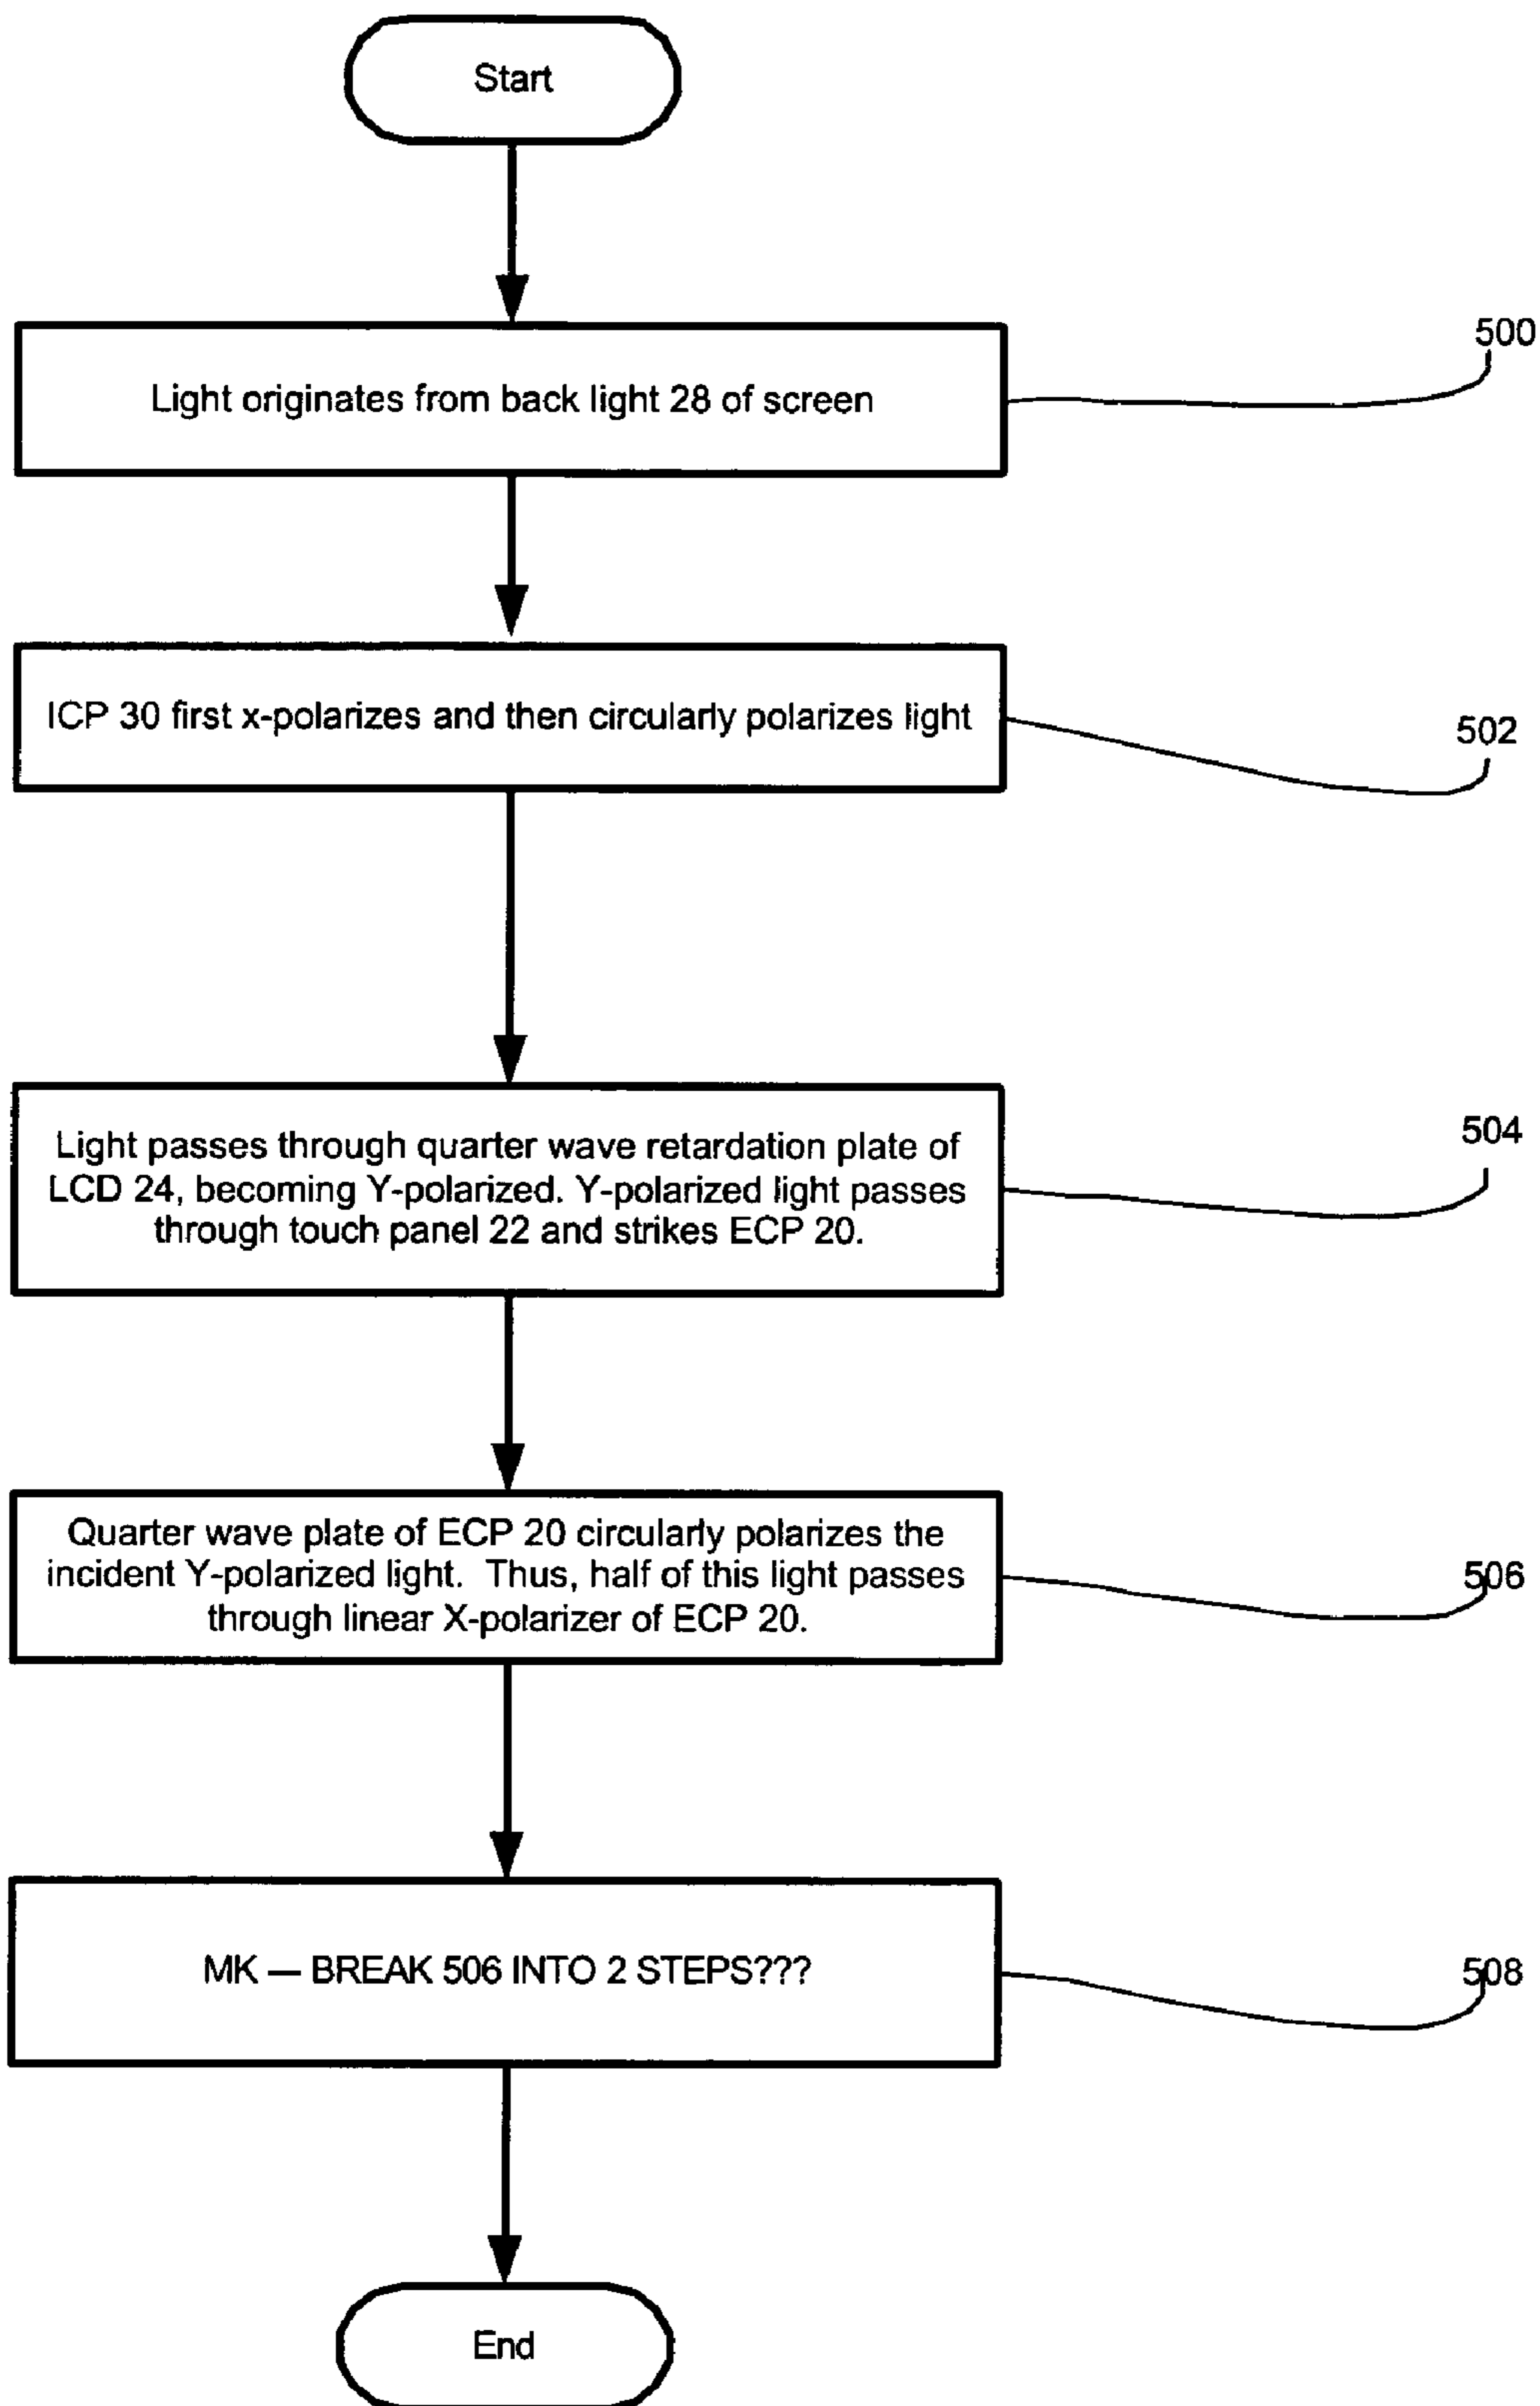 Start
Light originates from back light 28 of screen
500
ICP 30 first x-polarizes and then circularly polarizes light
502
Light passes through quarter wave retardation plate of
LCD 24, becoming Y-polarized. Y-polarized light passes
through touch panel 22 and strikes ECP 20.
504
Quarter wave plate of ECP 20 circularly polarizes the
incident Y-polarized light. Thus, half of this light passes
through linear X-polarizer of ECP 20.
506
MK — BREAK 506 INTO 2 STEPS???
508
End